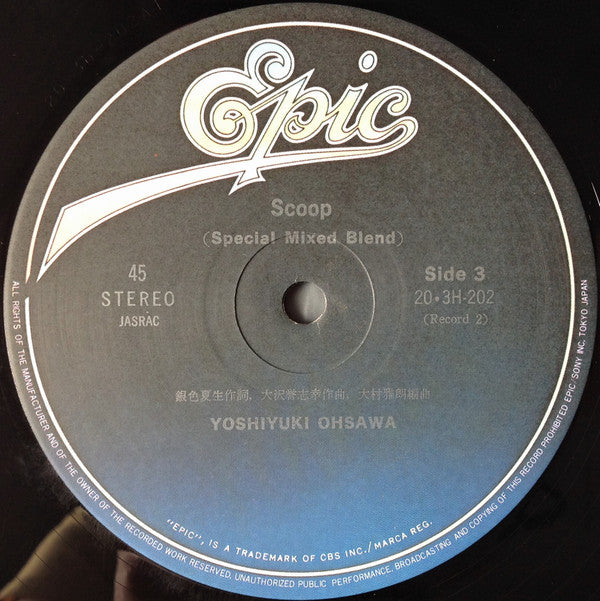 Epic
Scoop
(Special Mixed Blend)
45
STEREO
JASRAC
Side 3
20・3H-202
(Record 2)
銀色夏生作詞、大沢誉志幸作曲、大村雅朗編曲
YOSHIYUKI OHSAWA
"EPIC", IS A TRADEMARK OF CBS INC./MARCA REG.
ALL RIGHTS OF THE MANUFACTURER AND OF THE OWNER OF THE RECORDED WORK RESERVED. UNAUTHORIZED PUBLIC PERFORMANCE, BROADCASTING AND COPYING OF THIS RECORD PROHIBITED EPIC/SONY INC. TOKYO JAPAN